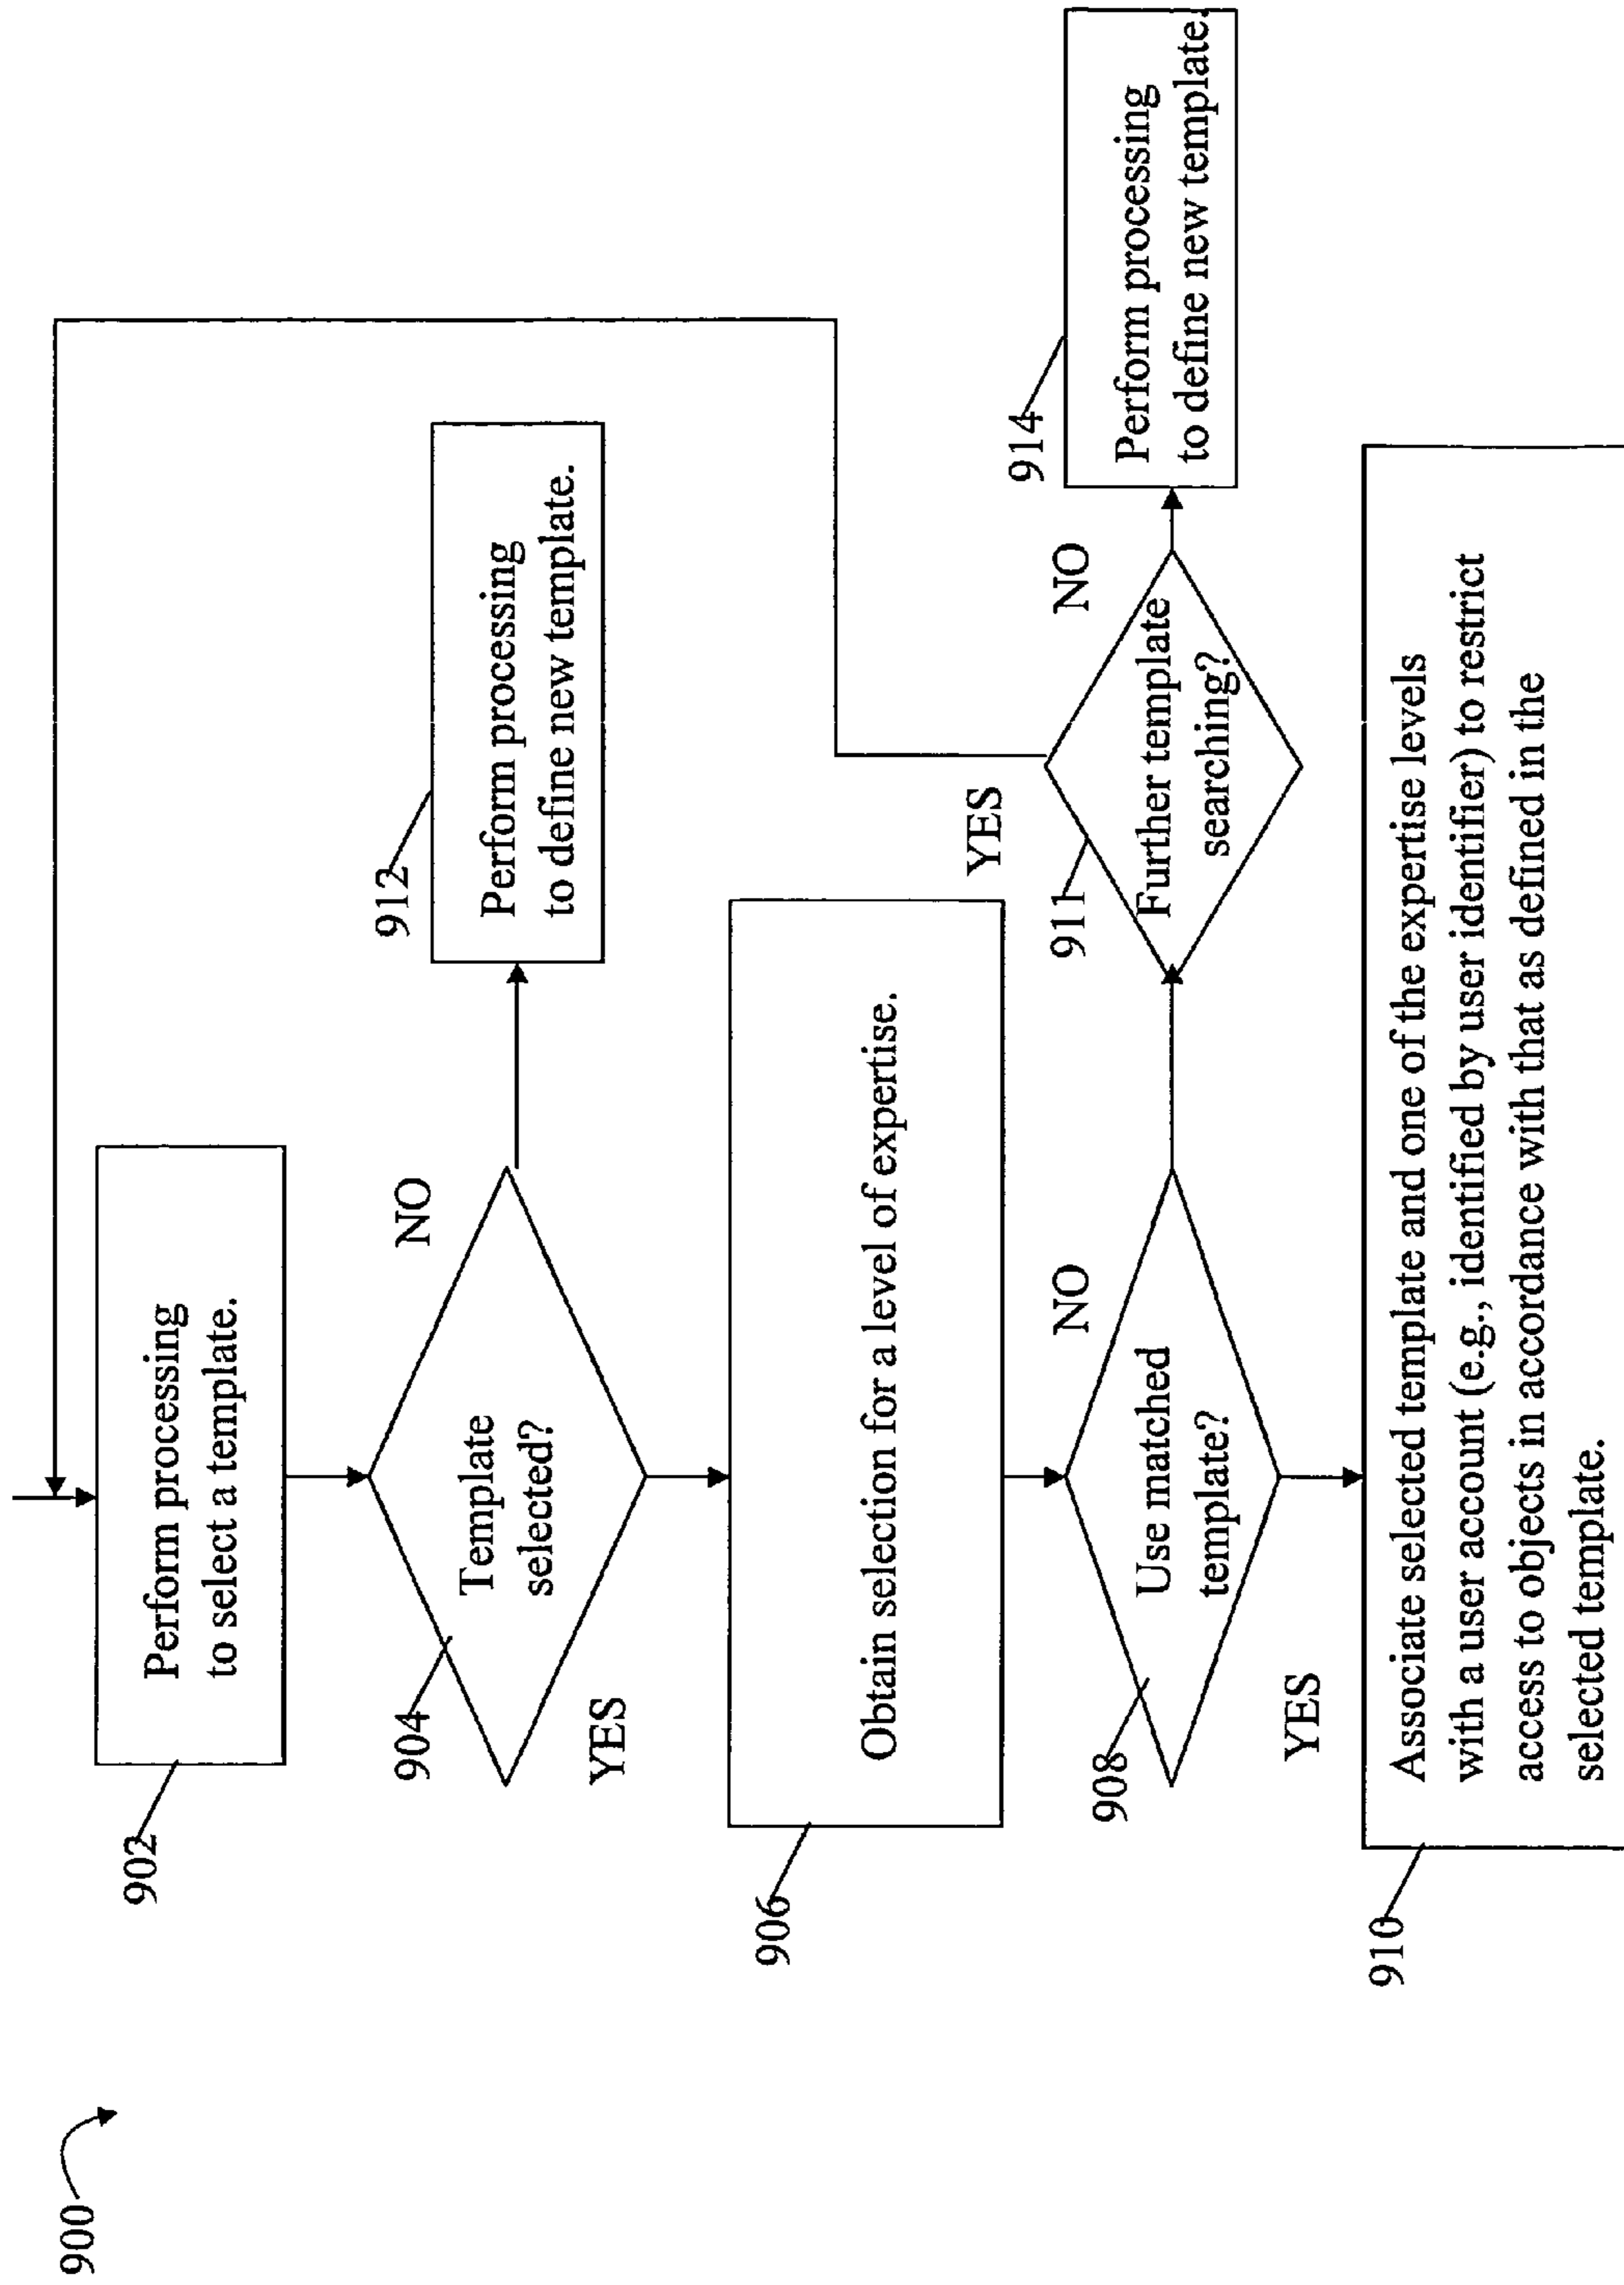 900
902
Perform processing
to select a template.
904
Template
selected?
NO
YES
912
Perform processing
to define new template.
906
Obtain selection for a level of expertise.
908
Use matched
template?
NO
YES
911
Further template
searching?
YES
NO
914
Perform processing
to define new template.
910
Associate selected template and one of the expertise levels
with a user account (e.g., identified by user identifier) to restrict
access to objects in accordance with that as defined in the
selected template.